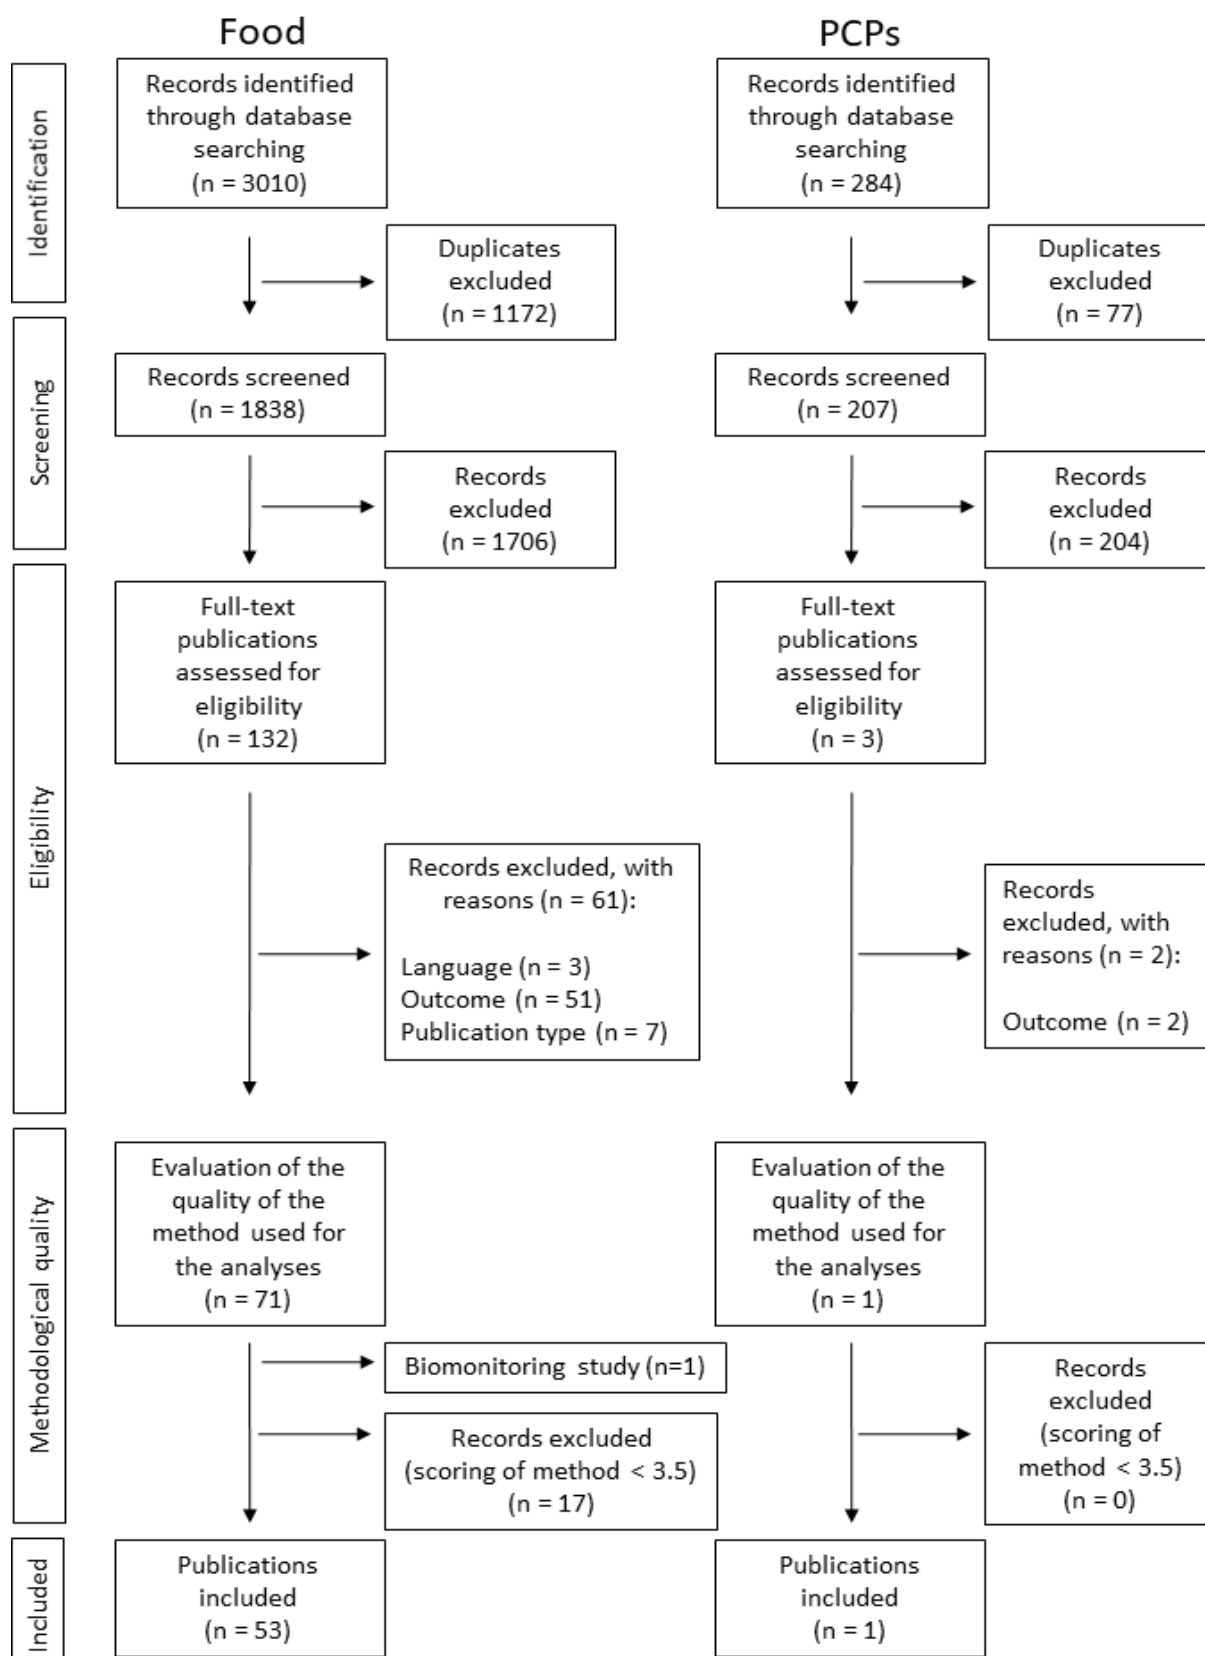 Food
PCPs
Identification
Records identified
through database
searching
(n = 3010)
Records identified
through database
searching
(n = 284)
Duplicates
excluded
(n = 1172)
Duplicates
excluded
(n = 77)
Screening
Records screened
(n = 1838)
Records screened
(n = 207)
Records
excluded
(n = 1706)
Records
excluded
(n = 204)
Eligibility
Full-text
publications
assessed for
eligibility
(n = 132)
Full-text
publications
assessed for
eligibility
(n = 3)
Records excluded, with
reasons (n = 61):
Language (n = 3)
Outcome (n = 51)
Publication type (n = 7)
Records
excluded, with
reasons (n = 2):
Outcome (n = 2)
Methodological quality
Evaluation of the
quality of the
method used for
the analyses
(n = 71)
Evaluation of the
quality of the
method used for
the analyses
(n = 1)
Biomonitoring study (n=1)
Records excluded
(scoring of method < 3.5)
(n = 17)
Records
excluded
(scoring of
method < 3.5)
(n = 0)
Included
Publications
included
(n = 53)
Publications
included
(n = 1)